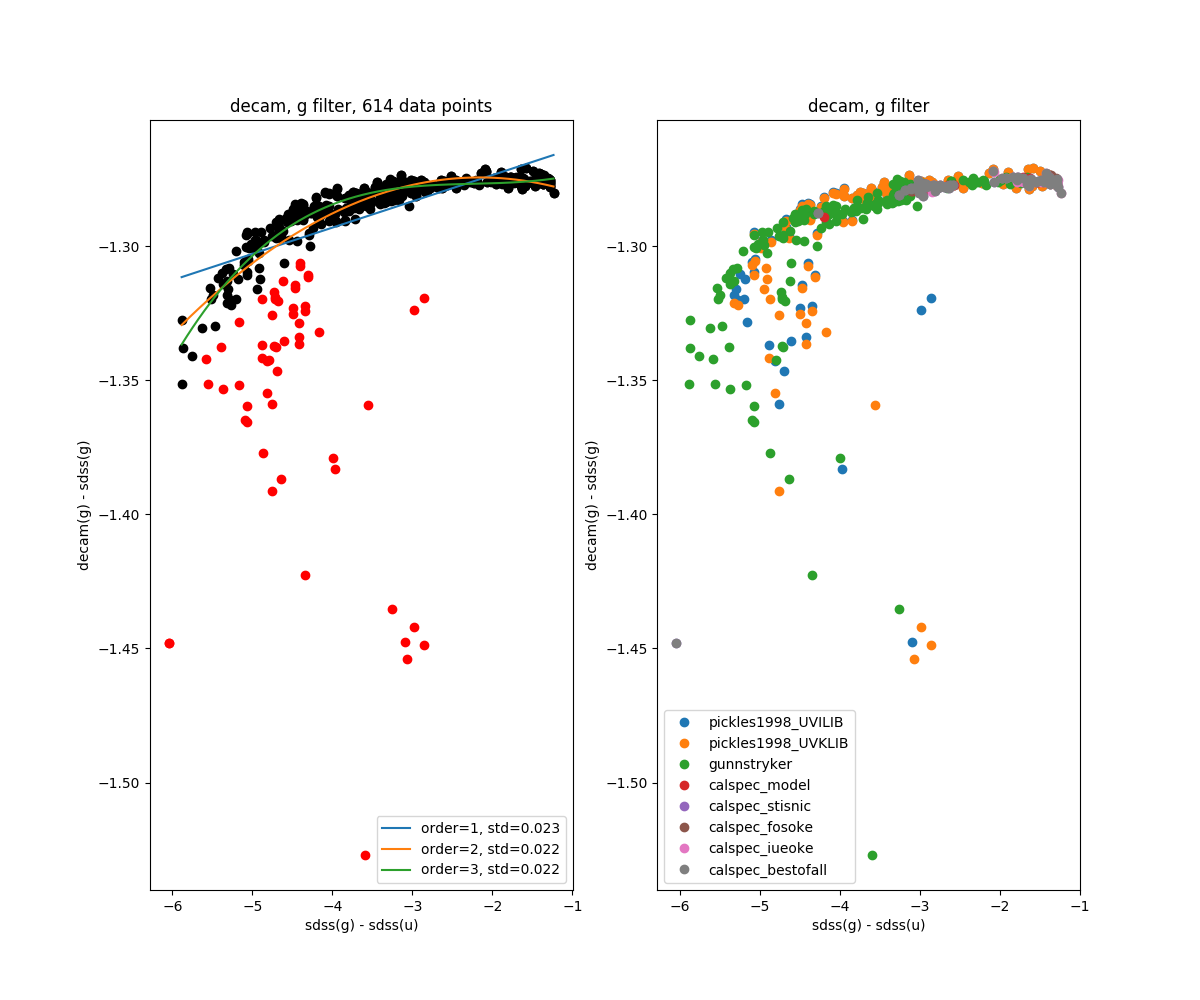 decam, g filter, 614 data points
−1.30
−1.35
−1.40
−1.45
−1.50
decam(g) - sdss(g)
order=1, std=0.023
order=2, std=0.022
order=3, std=0.022
−6
−5
−4
−3
−2
−1
sdss(g) - sdss(u)
decam, g filter
−1.30
−1.35
−1.40
−1.45
−1.50
decam(g) - sdss(g)
pickles1998_UVILIB
pickles1998_UVKLIB
gunnstryker
calspec_model
calspec_stisnic
calspec_fosoke
calspec_iueoke
calspec_bestofall
−6
−5
−4
−3
−2
−1
sdss(g) - sdss(u)